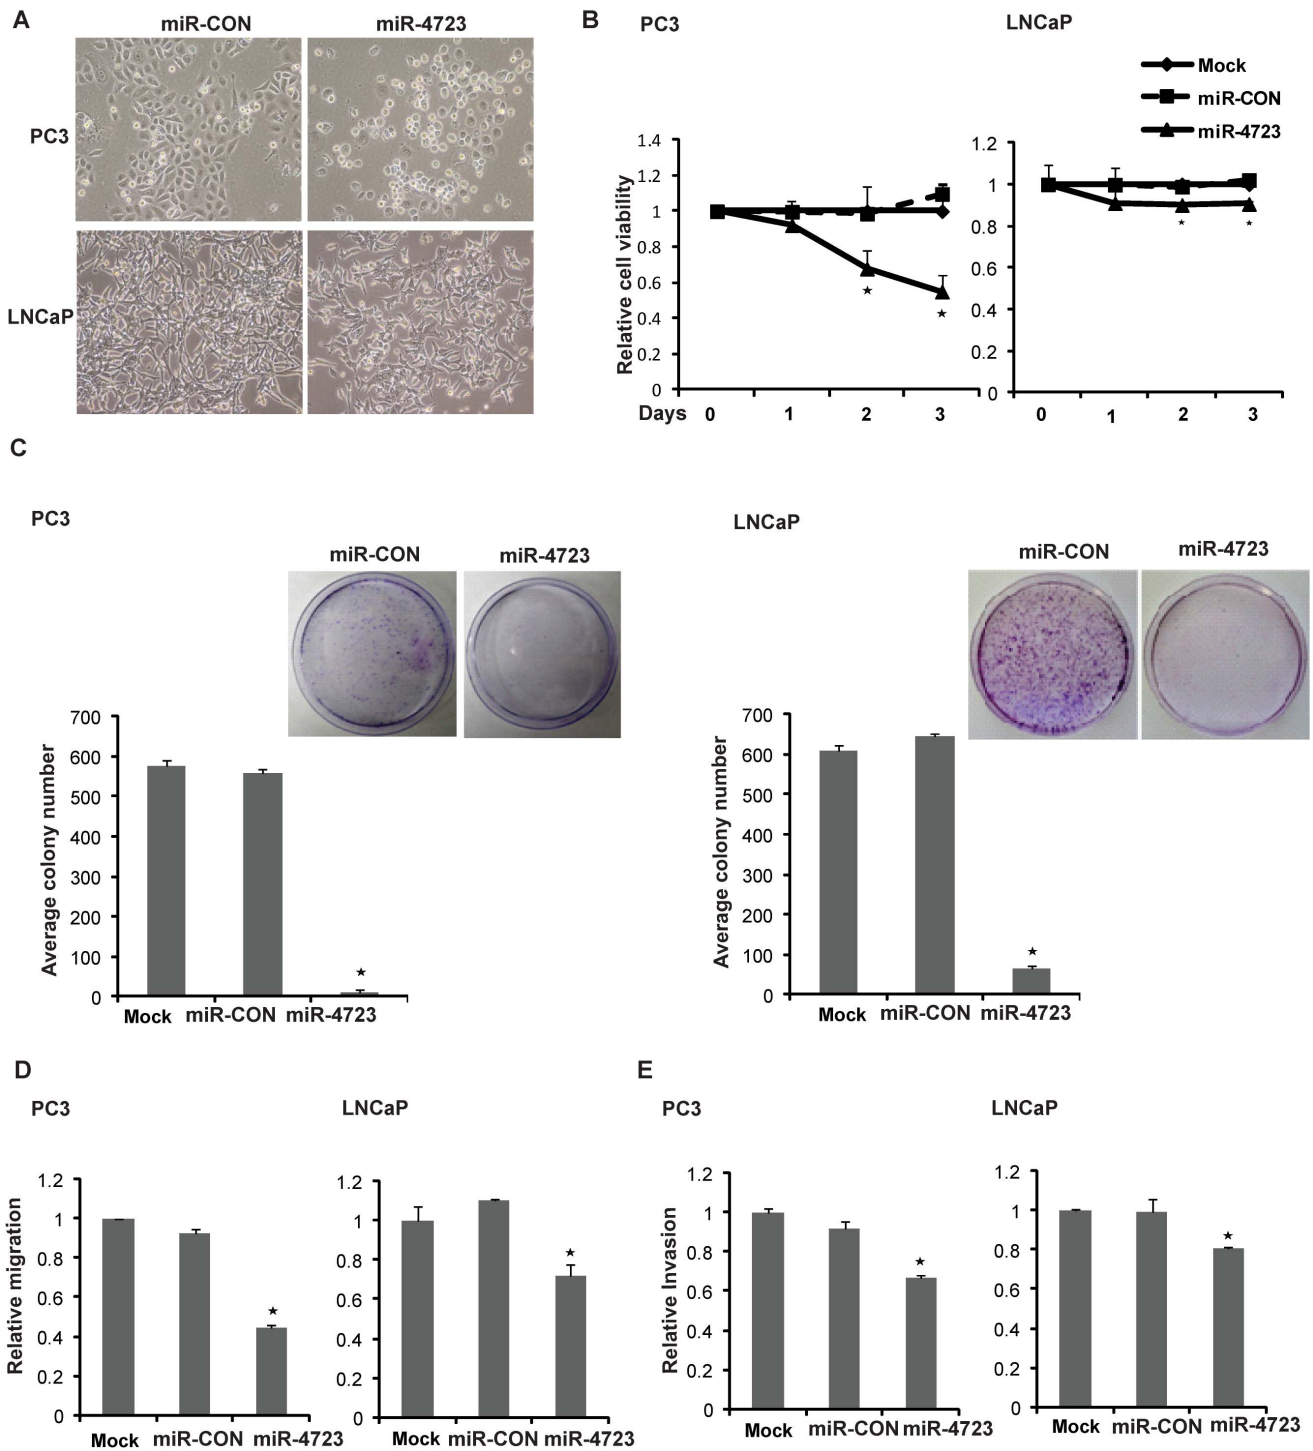 A
miR-CON miR-4723
PC3
LNCaP
B
PC3 LNCaP
Mock
miR-CON
miR-4723
Relative cell viability
1.4
1.2
1
0.8
0.6
0.4
0.2
0
1.2
1
0.8
0.6
0.4
0.2
0
Days 0 1 2 3
0 1 2 3
C
PC3
miR-CON miR-4723
Average colony number
700
600
500
400
300
200
100
0
Mock miR-CON miR-4723
LNCaP
miR-CON miR-4723
Average colony number
700
600
500
400
300
200
100
0
Mock miR-CON miR-4723
D
PC3
Relative migration
1.2
1
0.8
0.6
0.4
0.2
0
Mock miR-CON miR-4723
LNCaP
1.2
1
0.8
0.6
0.4
0.2
0
Mock miR-CON miR-4723
E
PC3
Relative Invasion
1.2
1
0.8
0.6
0.4
0.2
0
Mock miR-CON miR-4723
LNCaP
1.2
1
0.8
0.6
0.4
0.2
0
Mock miR-CON miR-4723